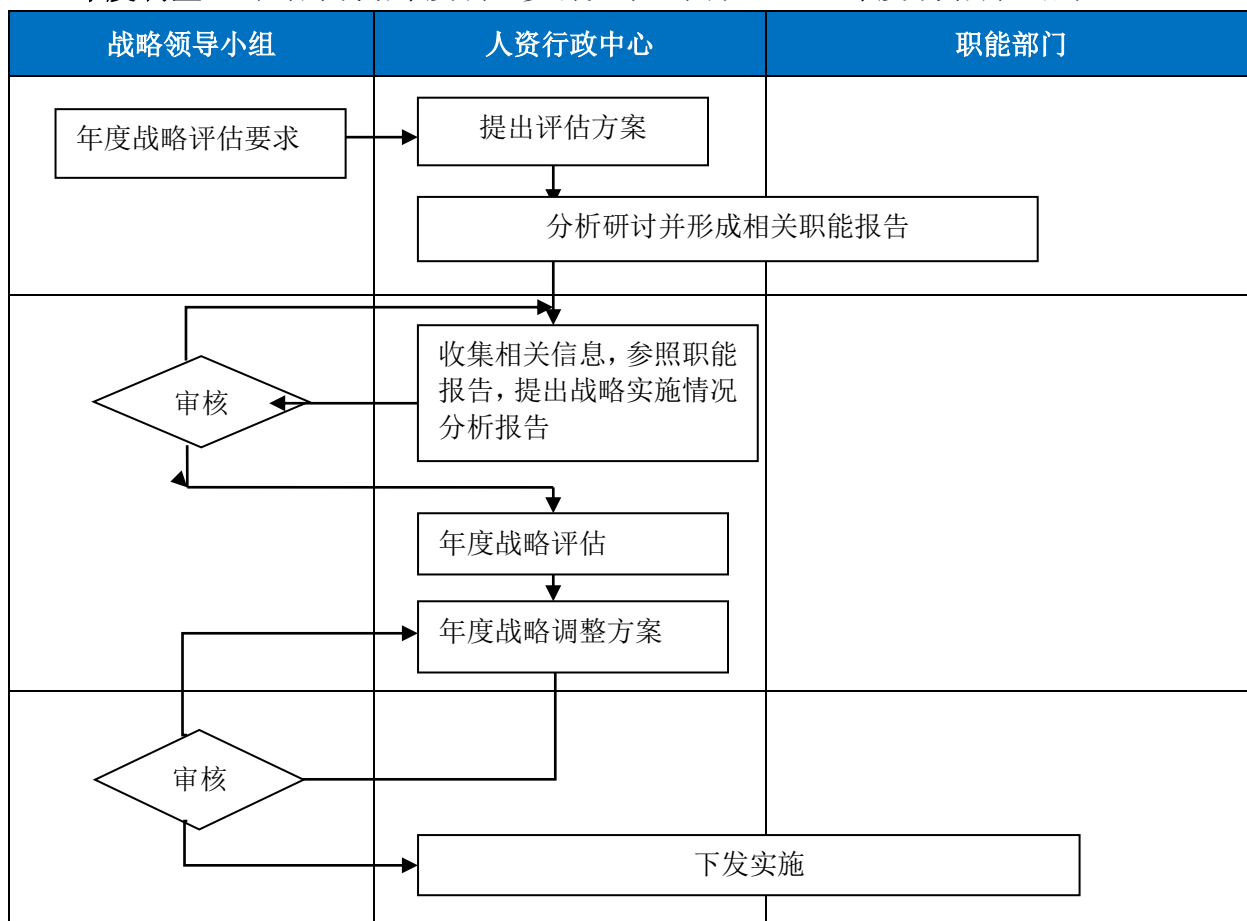 战略领导小组
人资行政中心
职能部门
年度战略评估要求
提出评估方案
分析研讨并形成相关职能报告
收集相关信息，参照职能
报告，提出战略实施情况
分析报告
审核
年度战略评估
年度战略调整方案
审核
下发实施